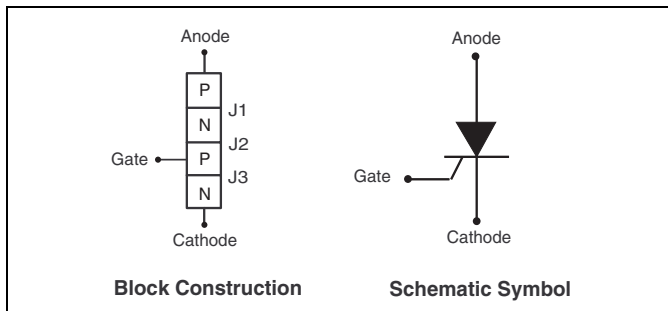 Anode
P
J1
N
J2
Gate
P
J3
N
Cathode
Block Construction
Anode
Gate
Cathode
Schematic Symbol